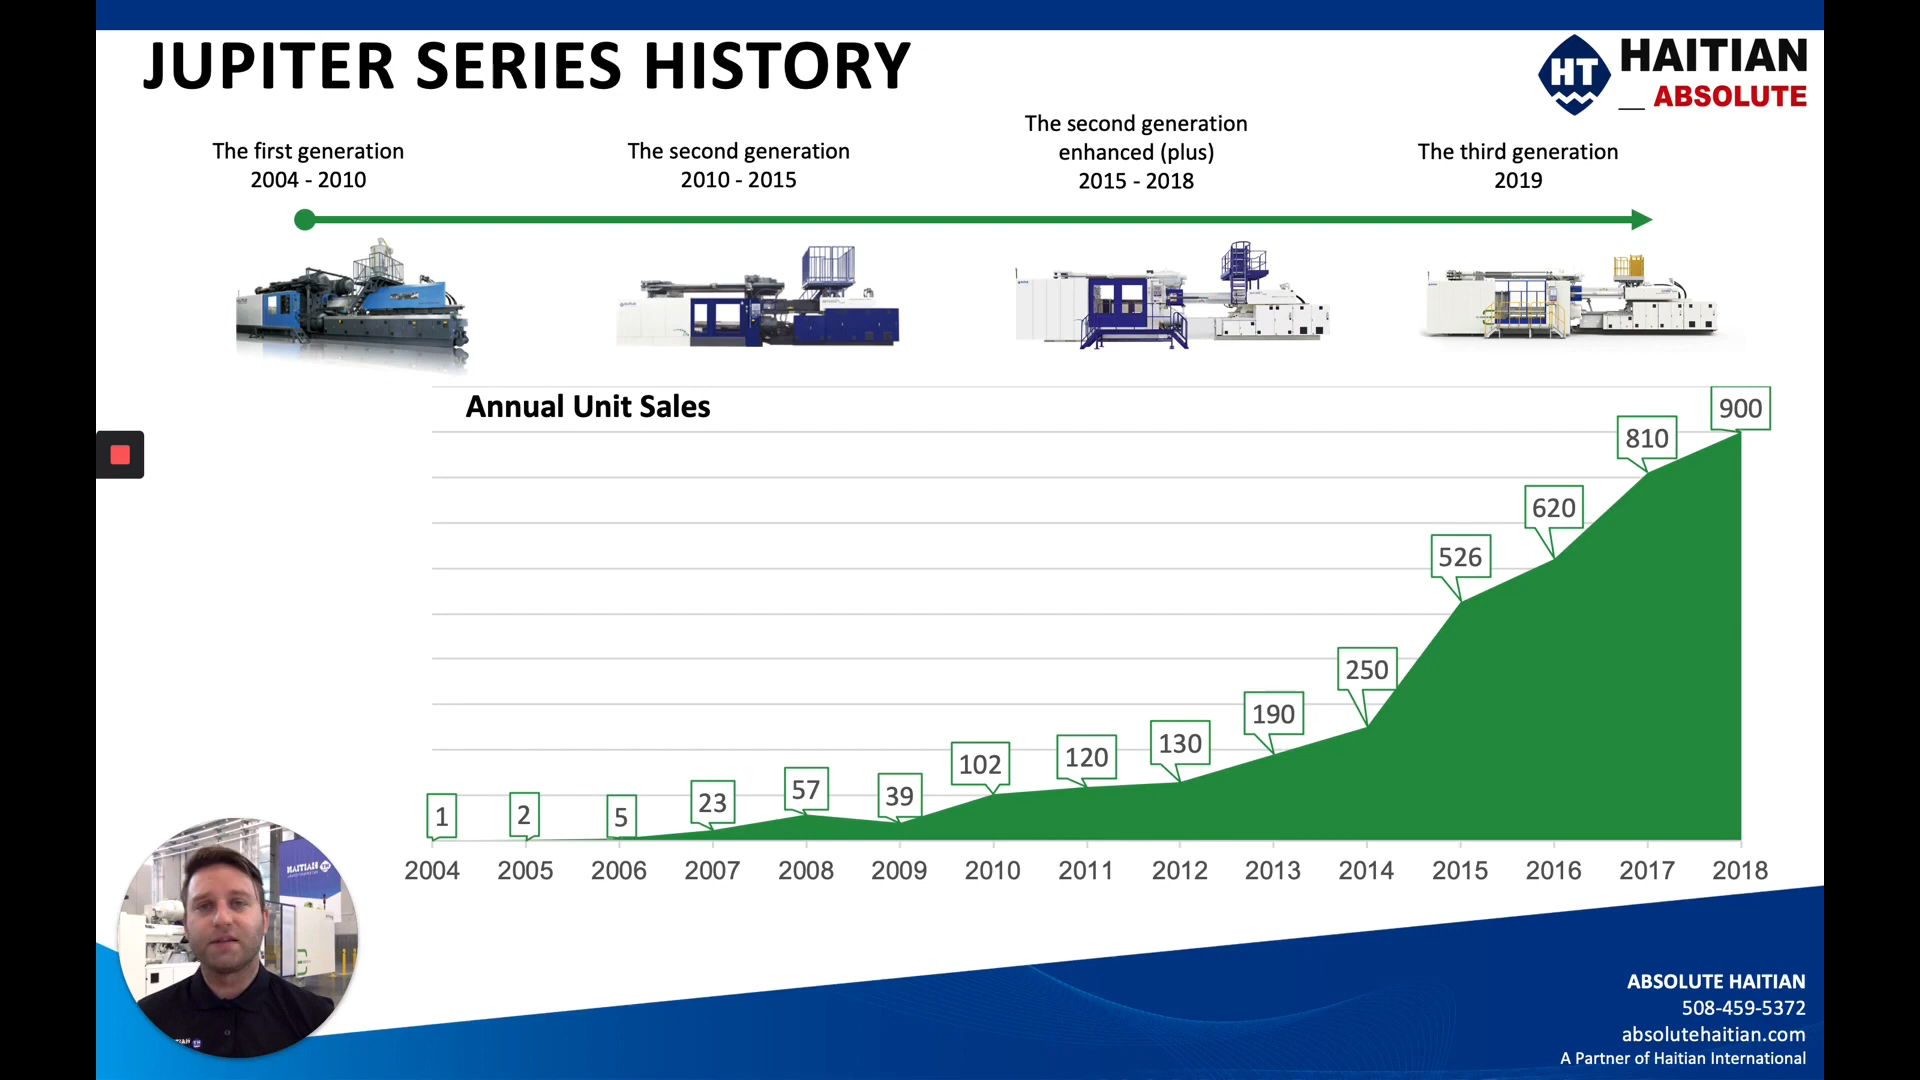 JUPITER SERIES HISTORY
HT
HAITIAN
ABSOLUTE
The first generation
2004 - 2010
The second generation
2010 - 2015
The second generation
enhanced (plus)
2015 - 2018
The third generation
2019
Annual Unit Sales
1
2
5
23
57
39
102
120
130
190
250
526
620
810
900
2004
2005
2006
2007
2008
2009
2010
2011
2012
2013
2014
2015
2016
2017
2018
HAITIAN
ABSOLUTE HAITIAN
508-459-5372
absolutehaitian.com
A Partner of Haitian International